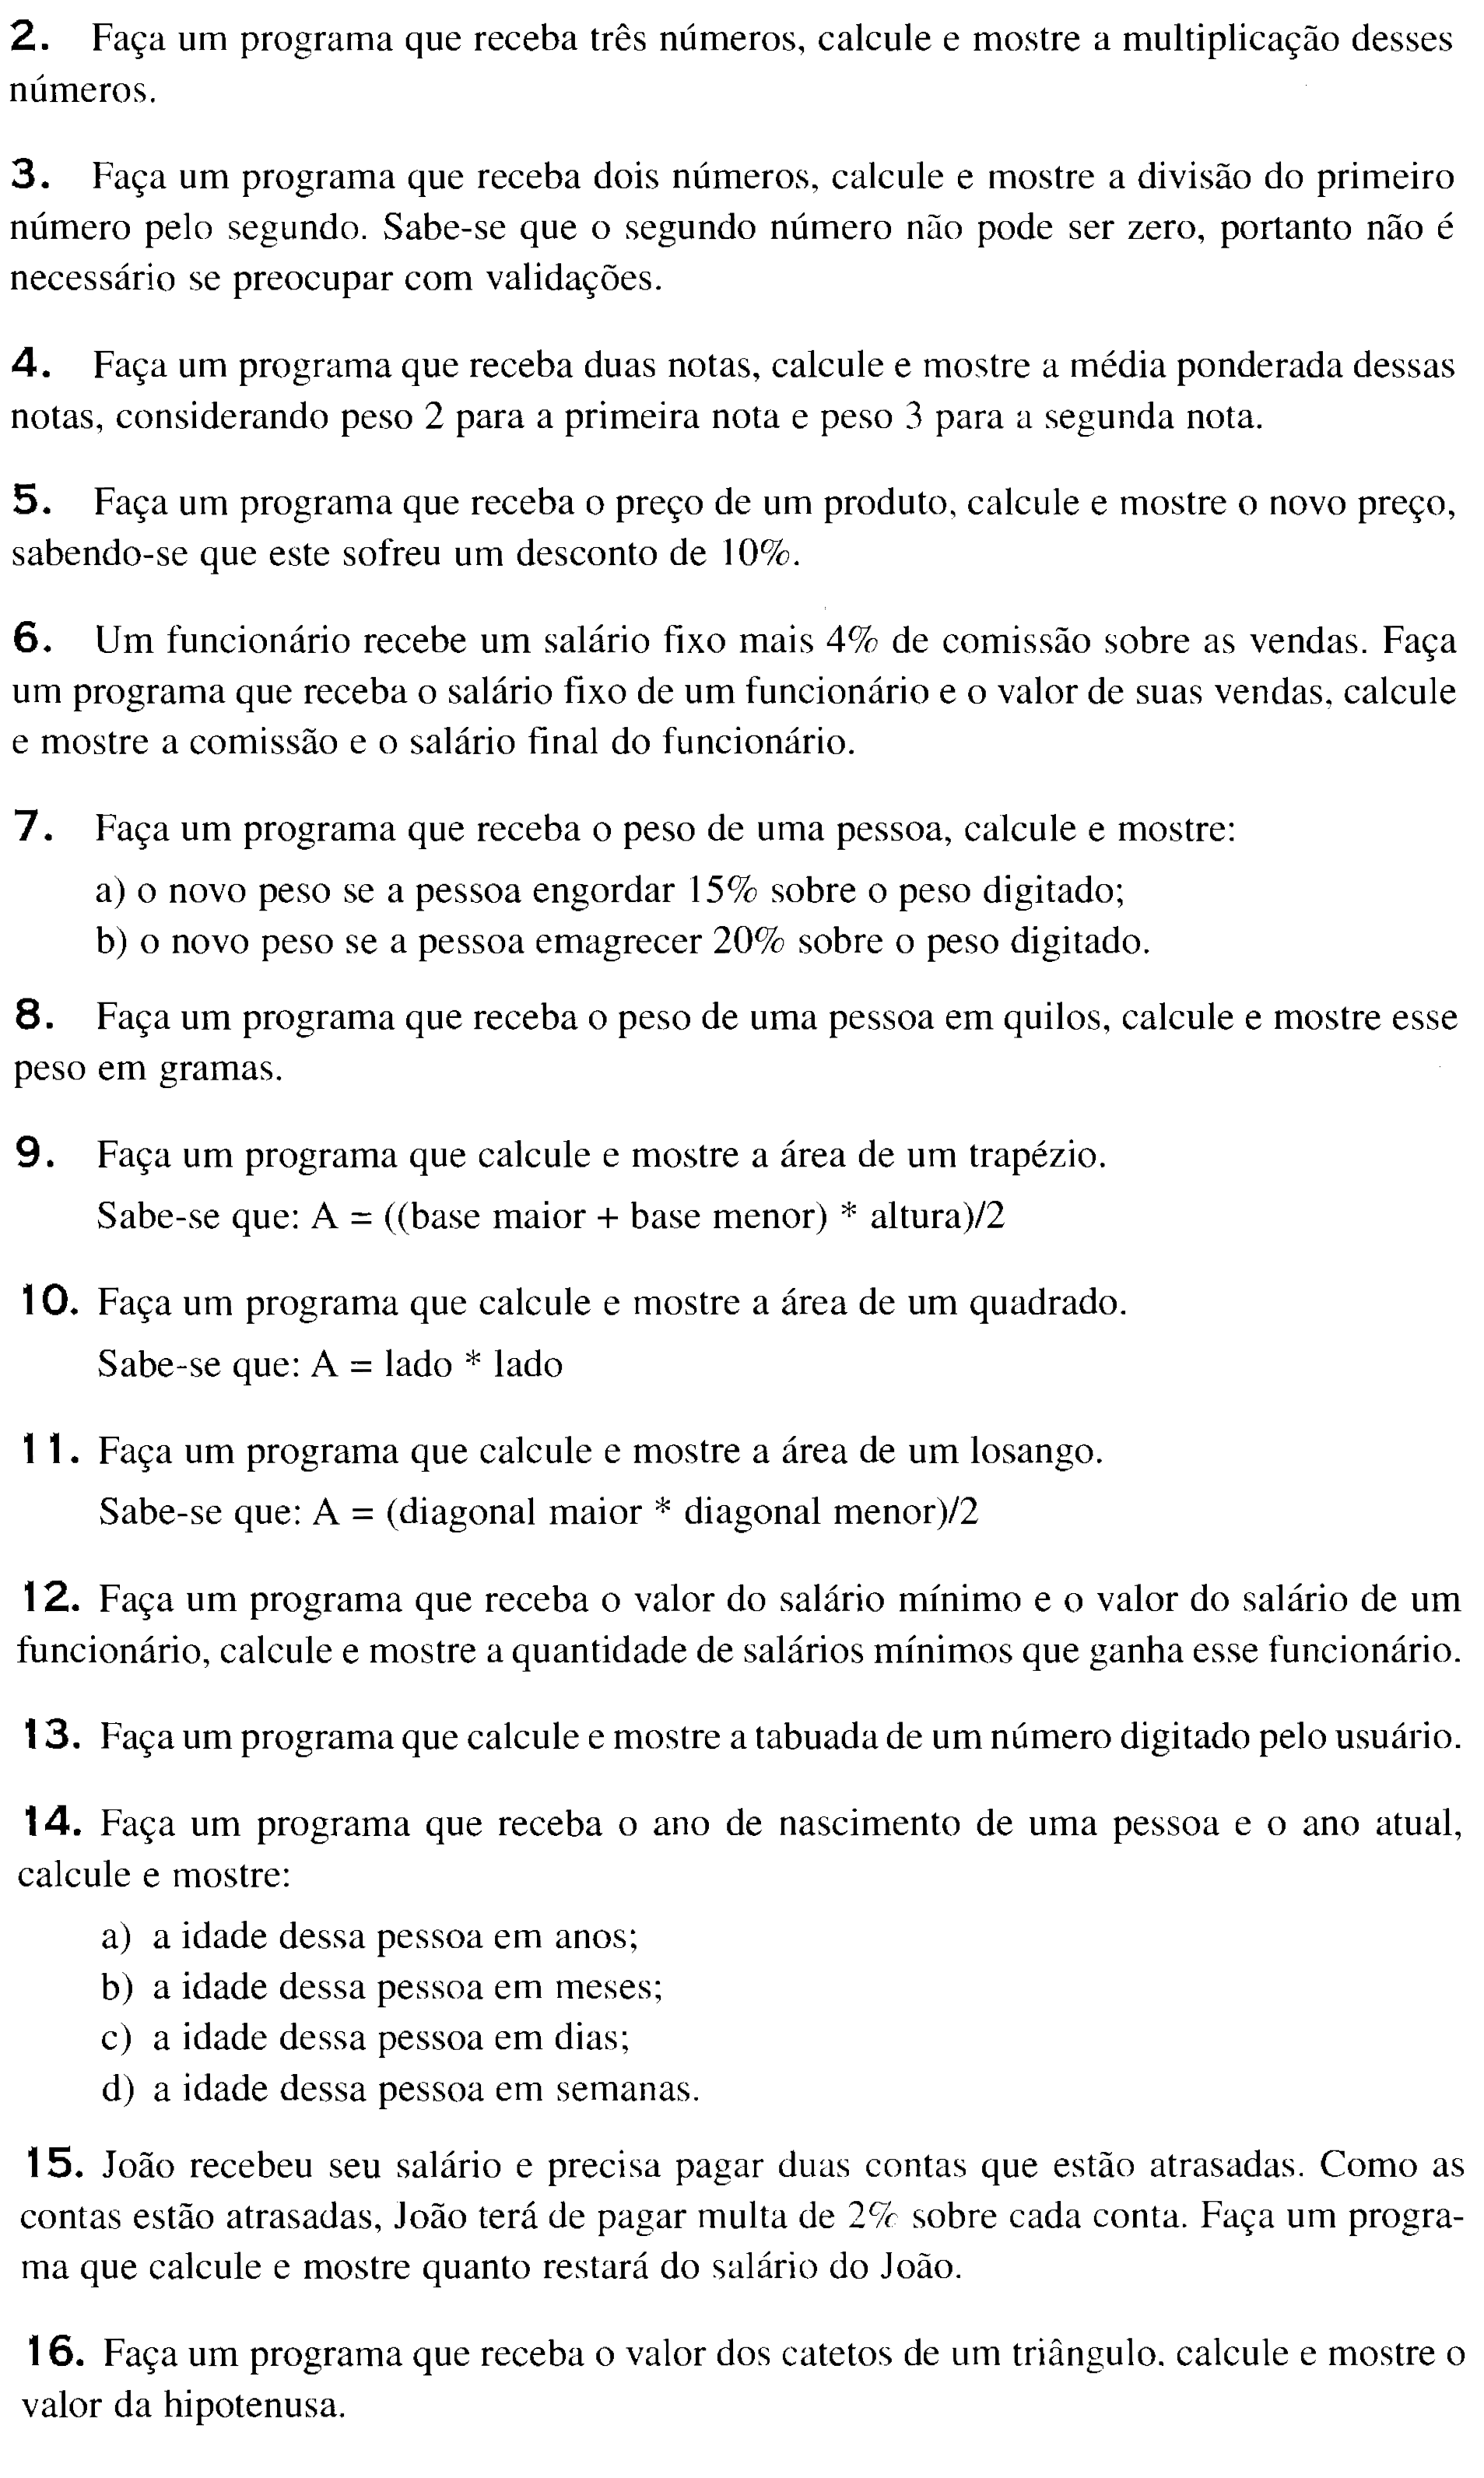 2. Faça um programa que receba três números, calcule e mostre a multiplicação desses
números.
3. Faça um programa que receba dois números, calcule e mostre a divisão do primeiro
número pelo segundo. Sabe-se que o segundo número não pode ser zero, portanto não é
necessário se preocupar com validações.
4. Faça um programa que receba duas notas, calcule e mostre a média ponderada dessas
notas, considerando peso 2 para a primeira nota e peso 3 para a segunda nota.
5. Faça um programa que receba o preço de um produto, calcule e mostre o novo preço,
sabendo-se que este sofreu um desconto de 10%.
6. Um funcionário recebe um salário fixo mais 4% de comissão sobre as vendas. Faça
um programa que receba o salário fixo de um funcionário e o valor de suas vendas, calcule
e mostre a comissão e o salário final do funcionário.
7. Faça um programa que receba o peso de uma pessoa, calcule e mostre:
a) o novo peso se a pessoa engordar 15% sobre o peso digitado;
b) o novo peso se a pessoa emagrecer 20% sobre o peso digitado.
8. Faça um programa que receba o peso de uma pessoa em quilos, calcule e mostre esse
peso em gramas.
9. Faça um programa que calcule e mostre a área de um trapézio.
Sabe-se que: A = ((base maior + base menor) * altura)/2
10. Faça um programa que calcule e mostre a área de um quadrado.
Sabe-se que: A = lado * lado
11. Faça um programa que calcule e mostre a área de um losango.
Sabe-se que: A = (diagonal maior * diagonal menor)/2
12. Faça um programa que receba o valor do salário mínimo e o valor do salário de um
funcionário, calcule e mostre a quantidade de salários mínimos que ganha esse funcionário.
13. Faça um programa que calcule e mostre a tabuada de um número digitado pelo usuário.
14. Faça um programa que receba o ano de nascimento de uma pessoa e o ano atual,
calcule e mostre:
a) a idade dessa pessoa em anos;
b) a idade dessa pessoa em meses;
c) a idade dessa pessoa em dias;
d) a idade dessa pessoa em semanas.
15. João recebeu seu salário e precisa pagar duas contas que estão atrasadas. Como as
contas estão atrasadas, João terá de pagar multa de 2% sobre cada conta. Faça um progra-
ma que calcule e mostre quanto restará do salário do João.
16. Faça um programa que receba o valor dos catetos de um triângulo. calcule e mostre o
valor da hipotenusa.